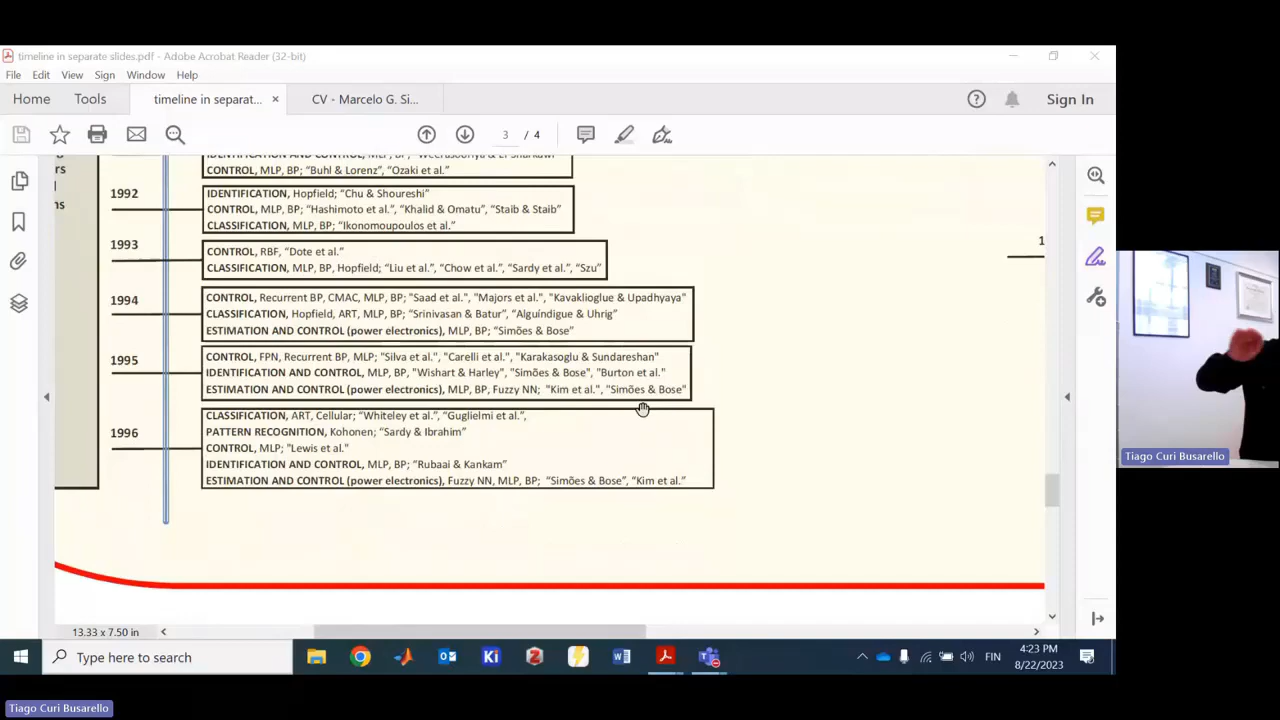 timeline in separate slides.pdf - Adobe Acrobat Reader (32-bit)
File Edit View Sign Window Help
Home Tools timeline in separat... × CV - Marcelo G. Si... Sign In
3 / 4
rs
ns
IDENTIFICATION AND CONTROL, MLP, BP;
CONTROL, MLP, BP; “Buhl & Lorenz”, “Ozaki et al.”
1992
IDENTIFICATION, Hopfield; “Chu & Shoureshi”
CONTROL, MLP, BP; “Hashimoto et al.”, “Khalid & Omatu”, “Staib & Staib”
CLASSIFICATION, MLP, BP; “Ikonomoupoulos et al.”
1993
CONTROL, RBF, “Dote et al.“
CLASSIFICATION, MLP, BP, Hopfield; “Liu et al.”, “Chow et al.”, “Sardy et al.”, “Szu”
1
1994
CONTROL, Recurrent BP, CMAC, MLP, BP; "Saad et al.", "Majors et al.", "Kavaklioglue & Upadhyaya"
CLASSIFICATION, Hopfield, ART, MLP, BP; “Srinivasan & Batur”, “Alguíndigue & Uhrig”
ESTIMATION AND CONTROL (power electronics), MLP, BP; “Simões & Bose”
1995
CONTROL, FPN, Recurrent BP, MLP; "Silva et al.", "Carelli et al.", "Karakasoglu & Sundareshan"
IDENTIFICATION AND CONTROL, MLP, BP; "Wishart & Harley", "Simões & Bose", "Burton et al."
ESTIMATION AND CONTROL (power electronics), MLP, BP, Fuzzy NN; "Kim et al.", "Simões & Bose"
1996
CLASSIFICATION, ART, Cellular; “Whiteley et al.”, “Guglielmi et al.”,
PATTERN RECOGNITION, Kohonen; “Sardy & Ibrahim”
CONTROL, MLP; "Lewis et al."
IDENTIFICATION AND CONTROL, MLP, BP; “Rubaai & Kankam”
ESTIMATION AND CONTROL (power electronics), Fuzzy NN, MLP, BP; “Simões & Bose”, “Kim et al.”
13.33 x 7.50 in
Tiago Curi Busarello
Type here to search
Ki
FIN
4:23 PM
8/22/2023
Tiago Curi Busarello